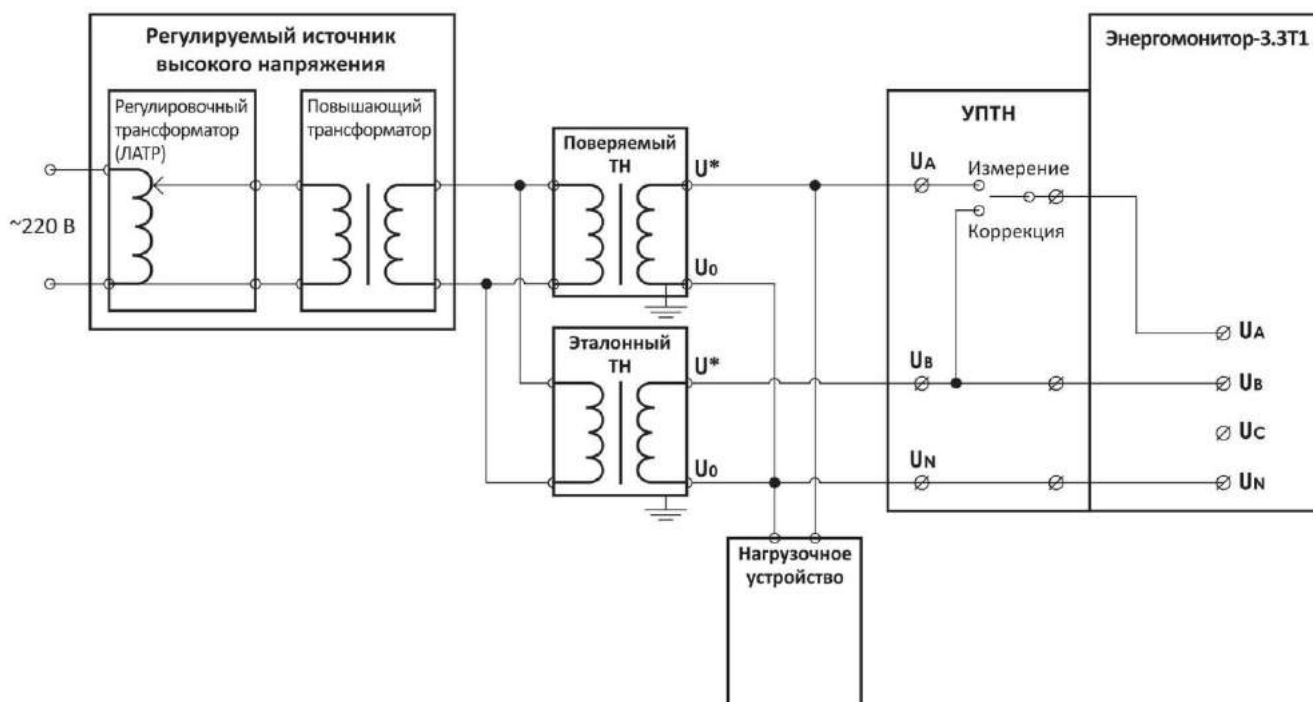 Регулируемый источник
высокого напряжения
Регулировочный
трансформатор
(ЛАТР)
Повышающий
трансформатор
~220 В
Поверяемый
ТН
U*
U0
Эталонный
ТН
U*
U0
Нагрузочное
устройство
УПТН
UA
Измерение
Коррекция
UB
UN
Энергомонитор-3.3Т1
UA
UB
UC
UN